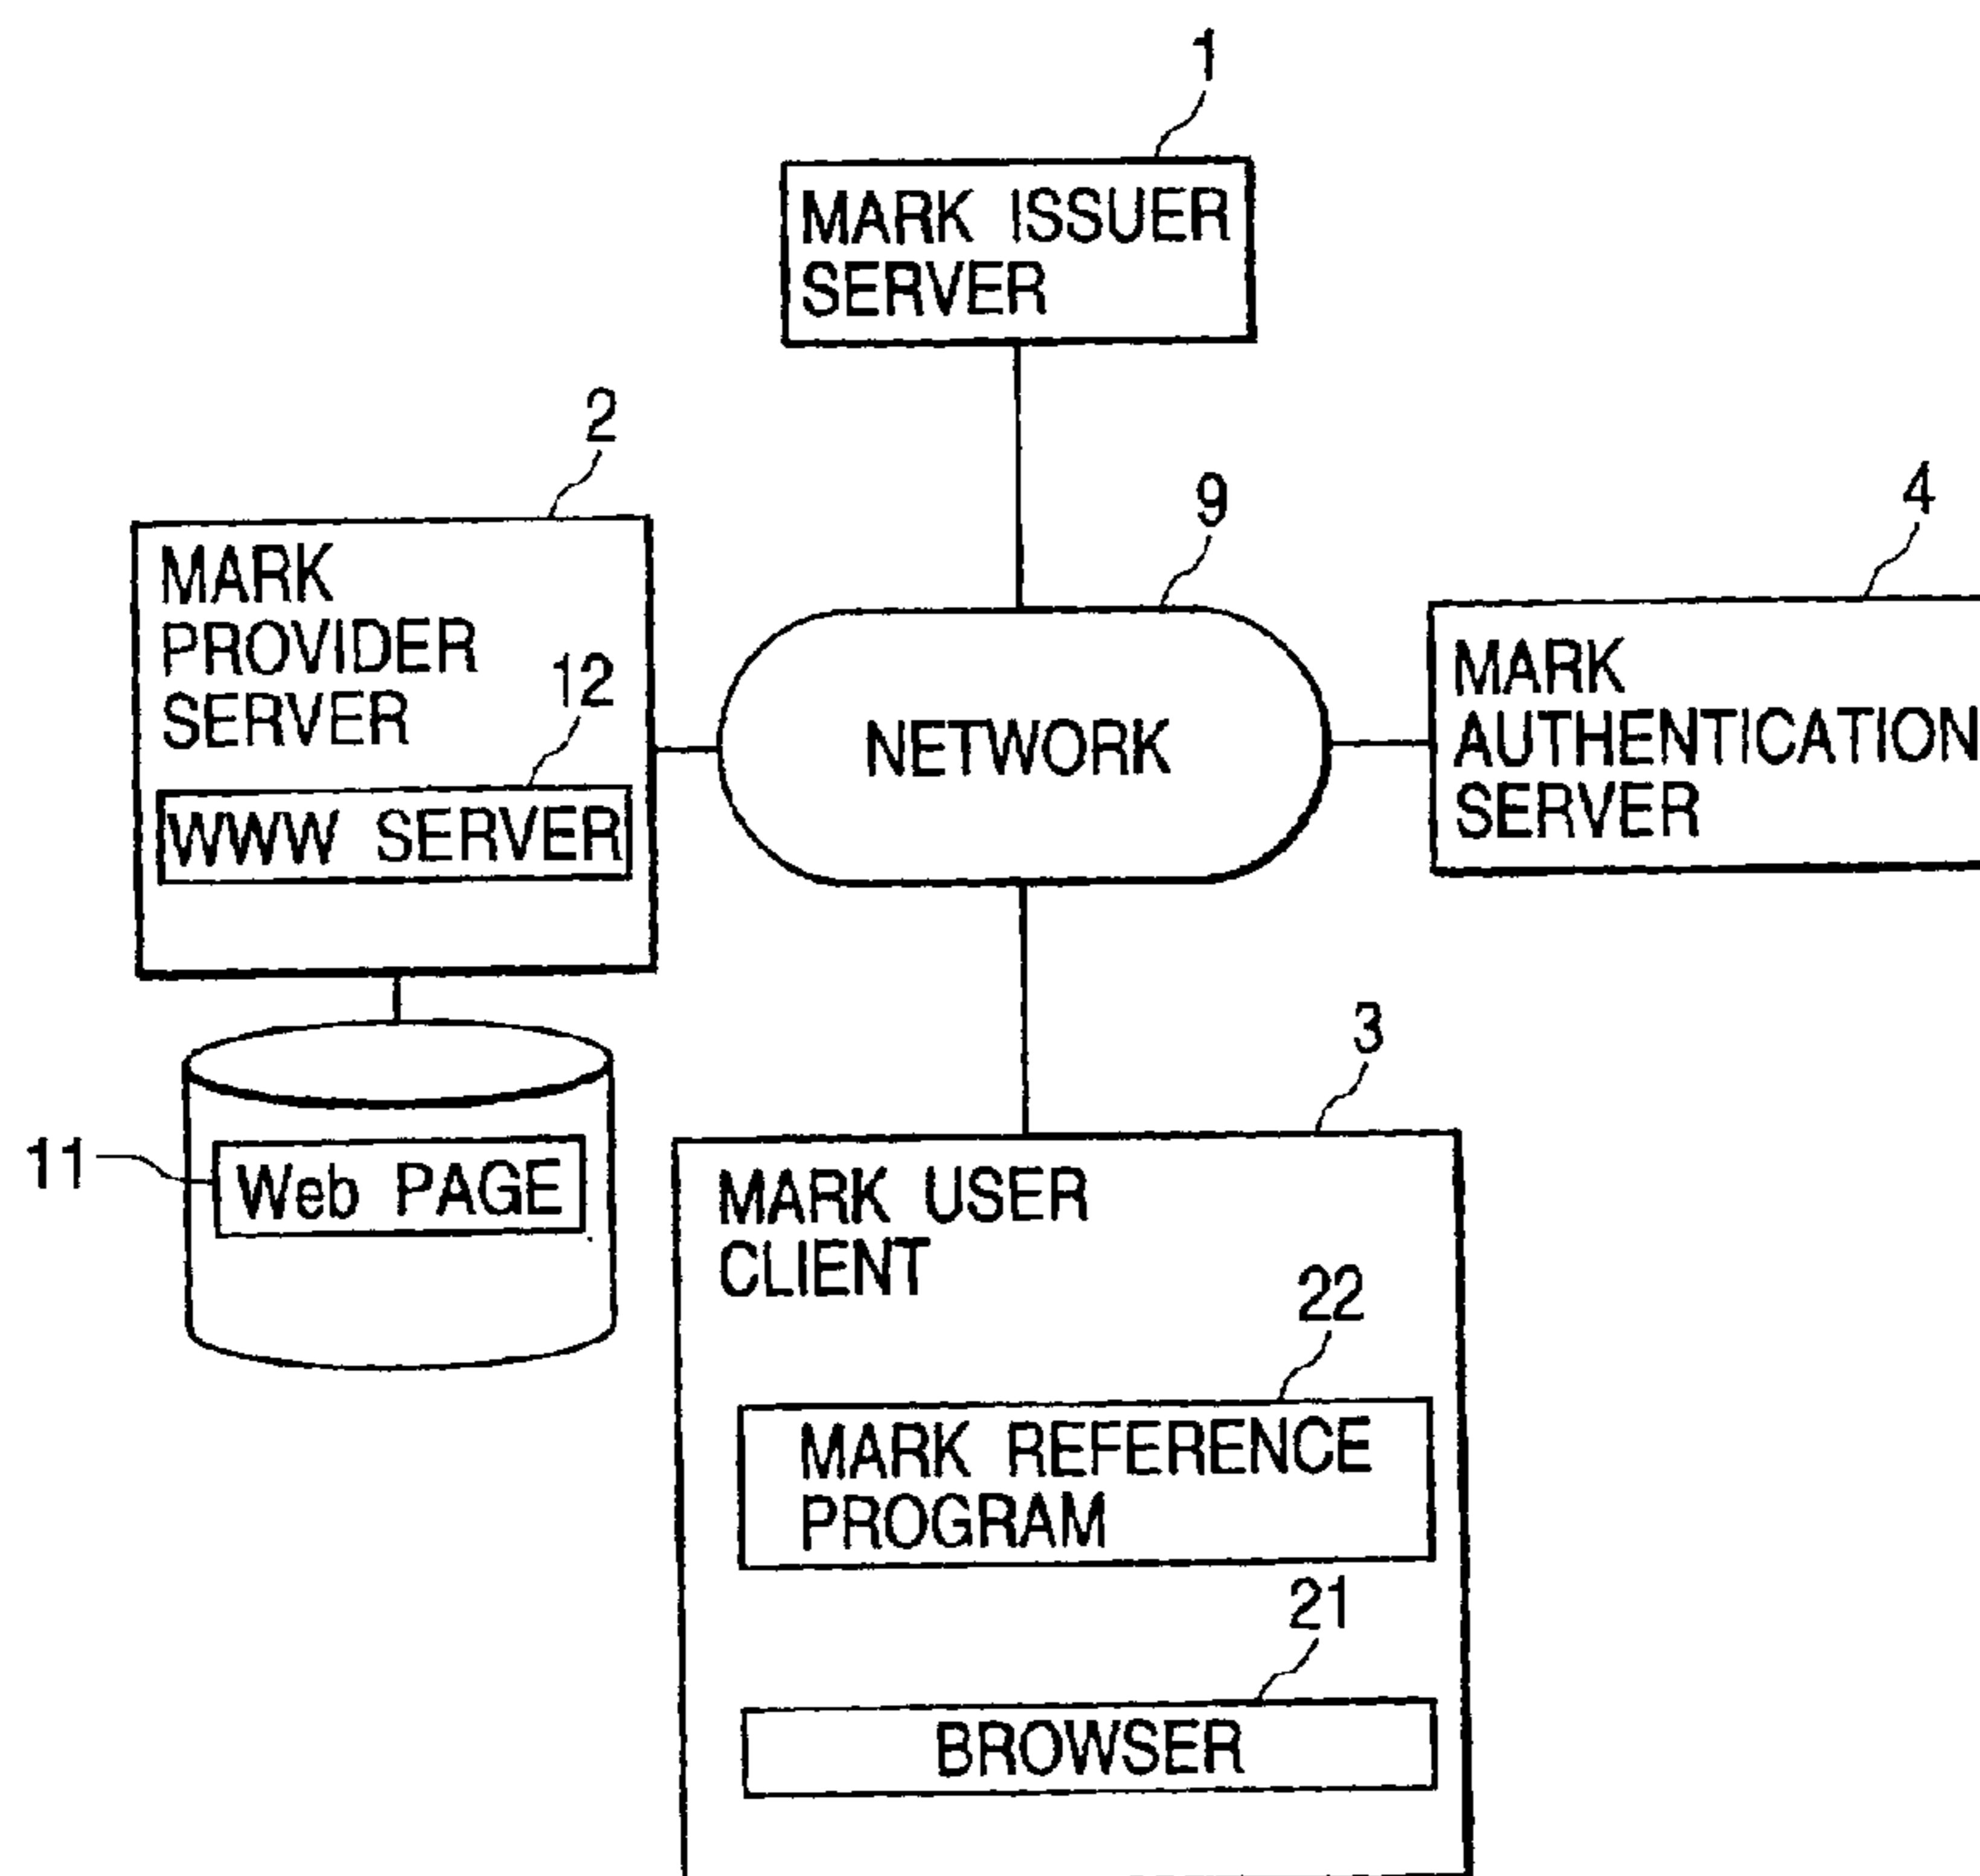 1
MARK ISSUER
SERVER
2
MARK
PROVIDER
SERVER
12
WWW SERVER
9
NETWORK
4
MARK
AUTHENTICATION
SERVER
11
Web PAGE
3
MARK USER
CLIENT
22
MARK REFERENCE
PROGRAM
21
BROWSER